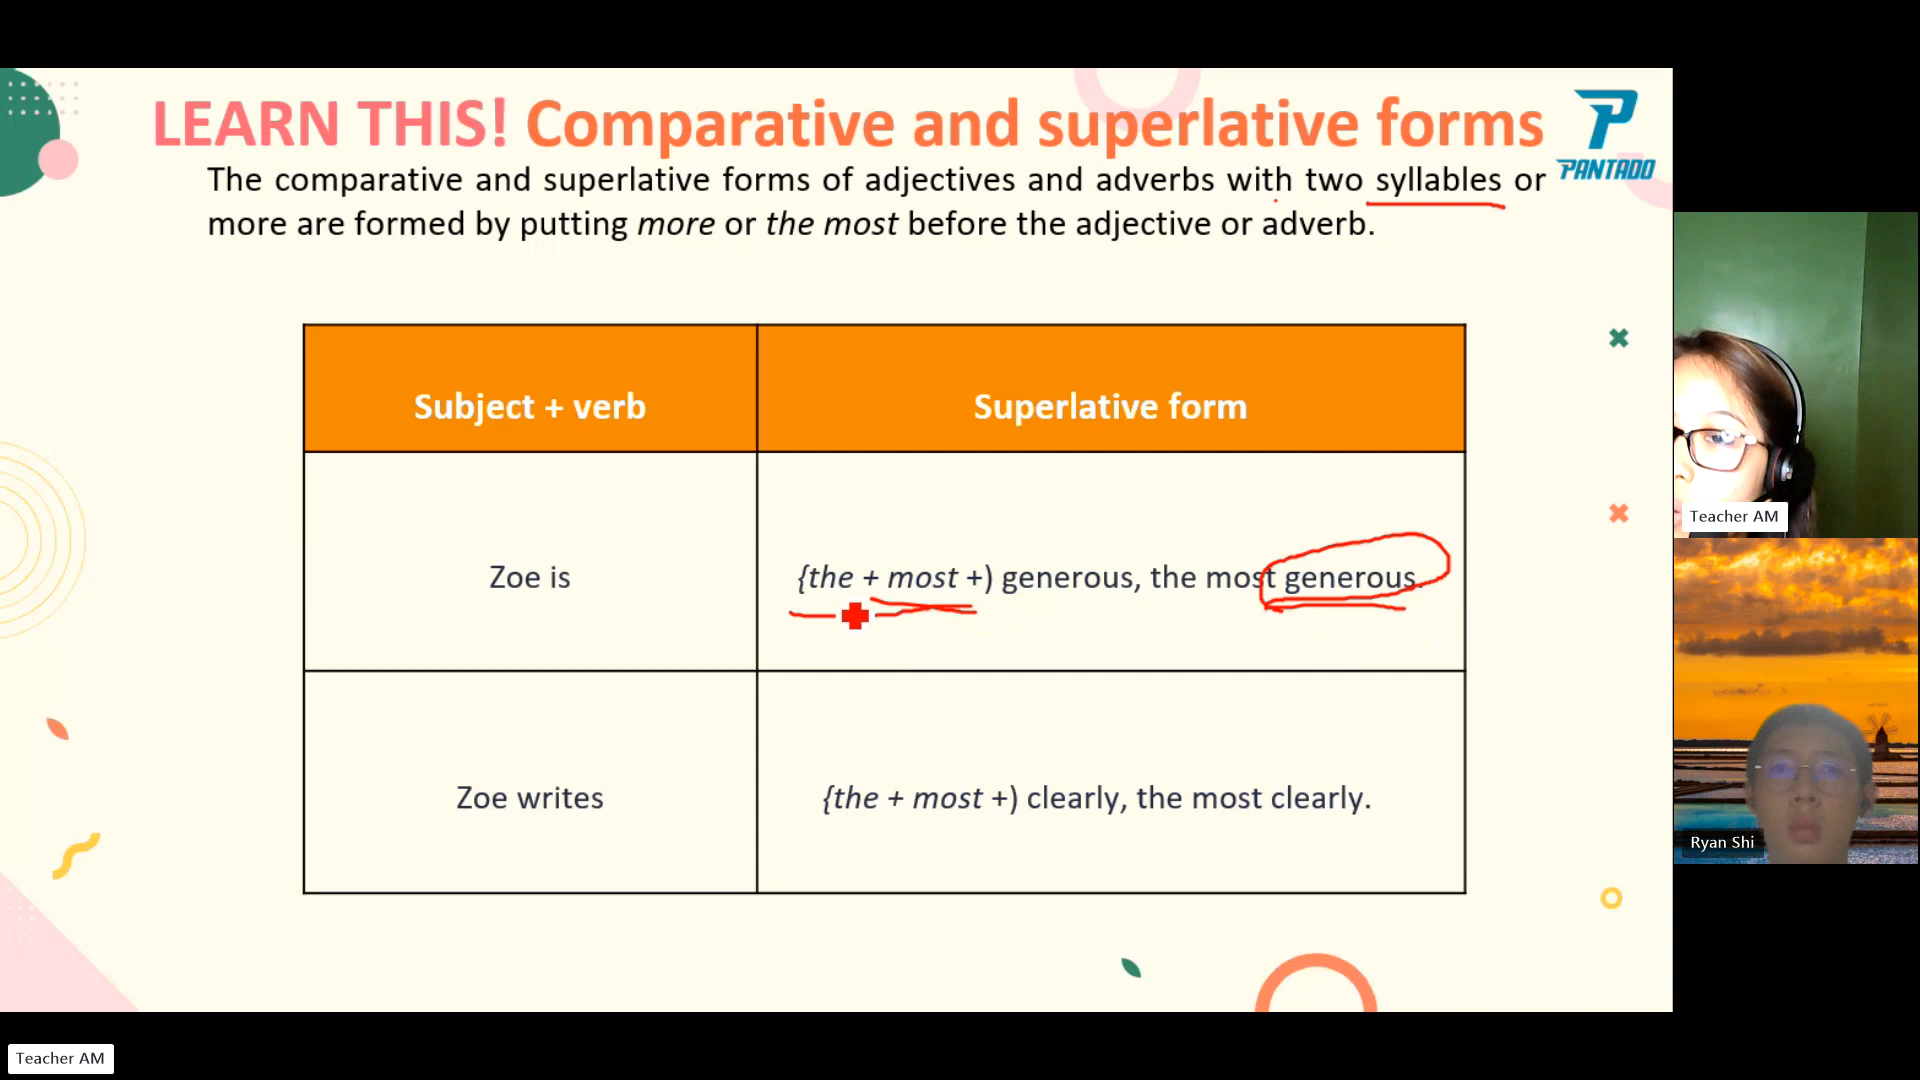 LEARN THIS! Comparative and superlative forms
PANTADO
The comparative and superlative forms of adjectives and adverbs with two syllables or
more are formed by putting more or the most before the adjective or adverb.
Subject + verb
Superlative form
Zoe is
{the + most +) generous, the most generous.
Zoe writes
{the + most +) clearly, the most clearly.
Teacher AM
Ryan Shi
Teacher AM